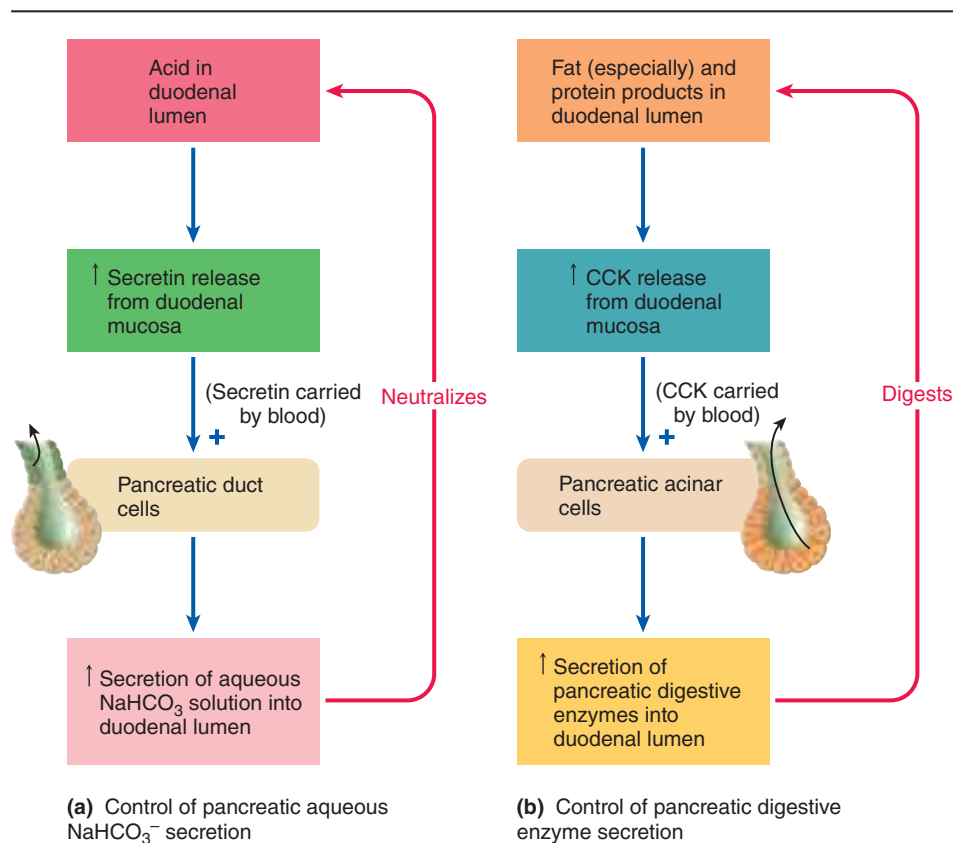 Acid in
duodenal
lumen
↑ Secretin release
from duodenal
mucosa
(Secretin carried
by blood)
+
Neutralizes
Pancreatic duct
cells
↑ Secretion of aqueous
NaHCO₃ solution into
duodenal lumen
(a) Control of pancreatic aqueous
NaHCO₃⁻ secretion
Fat (especially) and
protein products in
duodenal lumen
↑ CCK release
from duodenal
mucosa
(CCK carried
by blood)
+
Digests
Pancreatic acinar
cells
↑ Secretion of
pancreatic digestive
enzymes into
duodenal lumen
(b) Control of pancreatic digestive
enzyme secretion